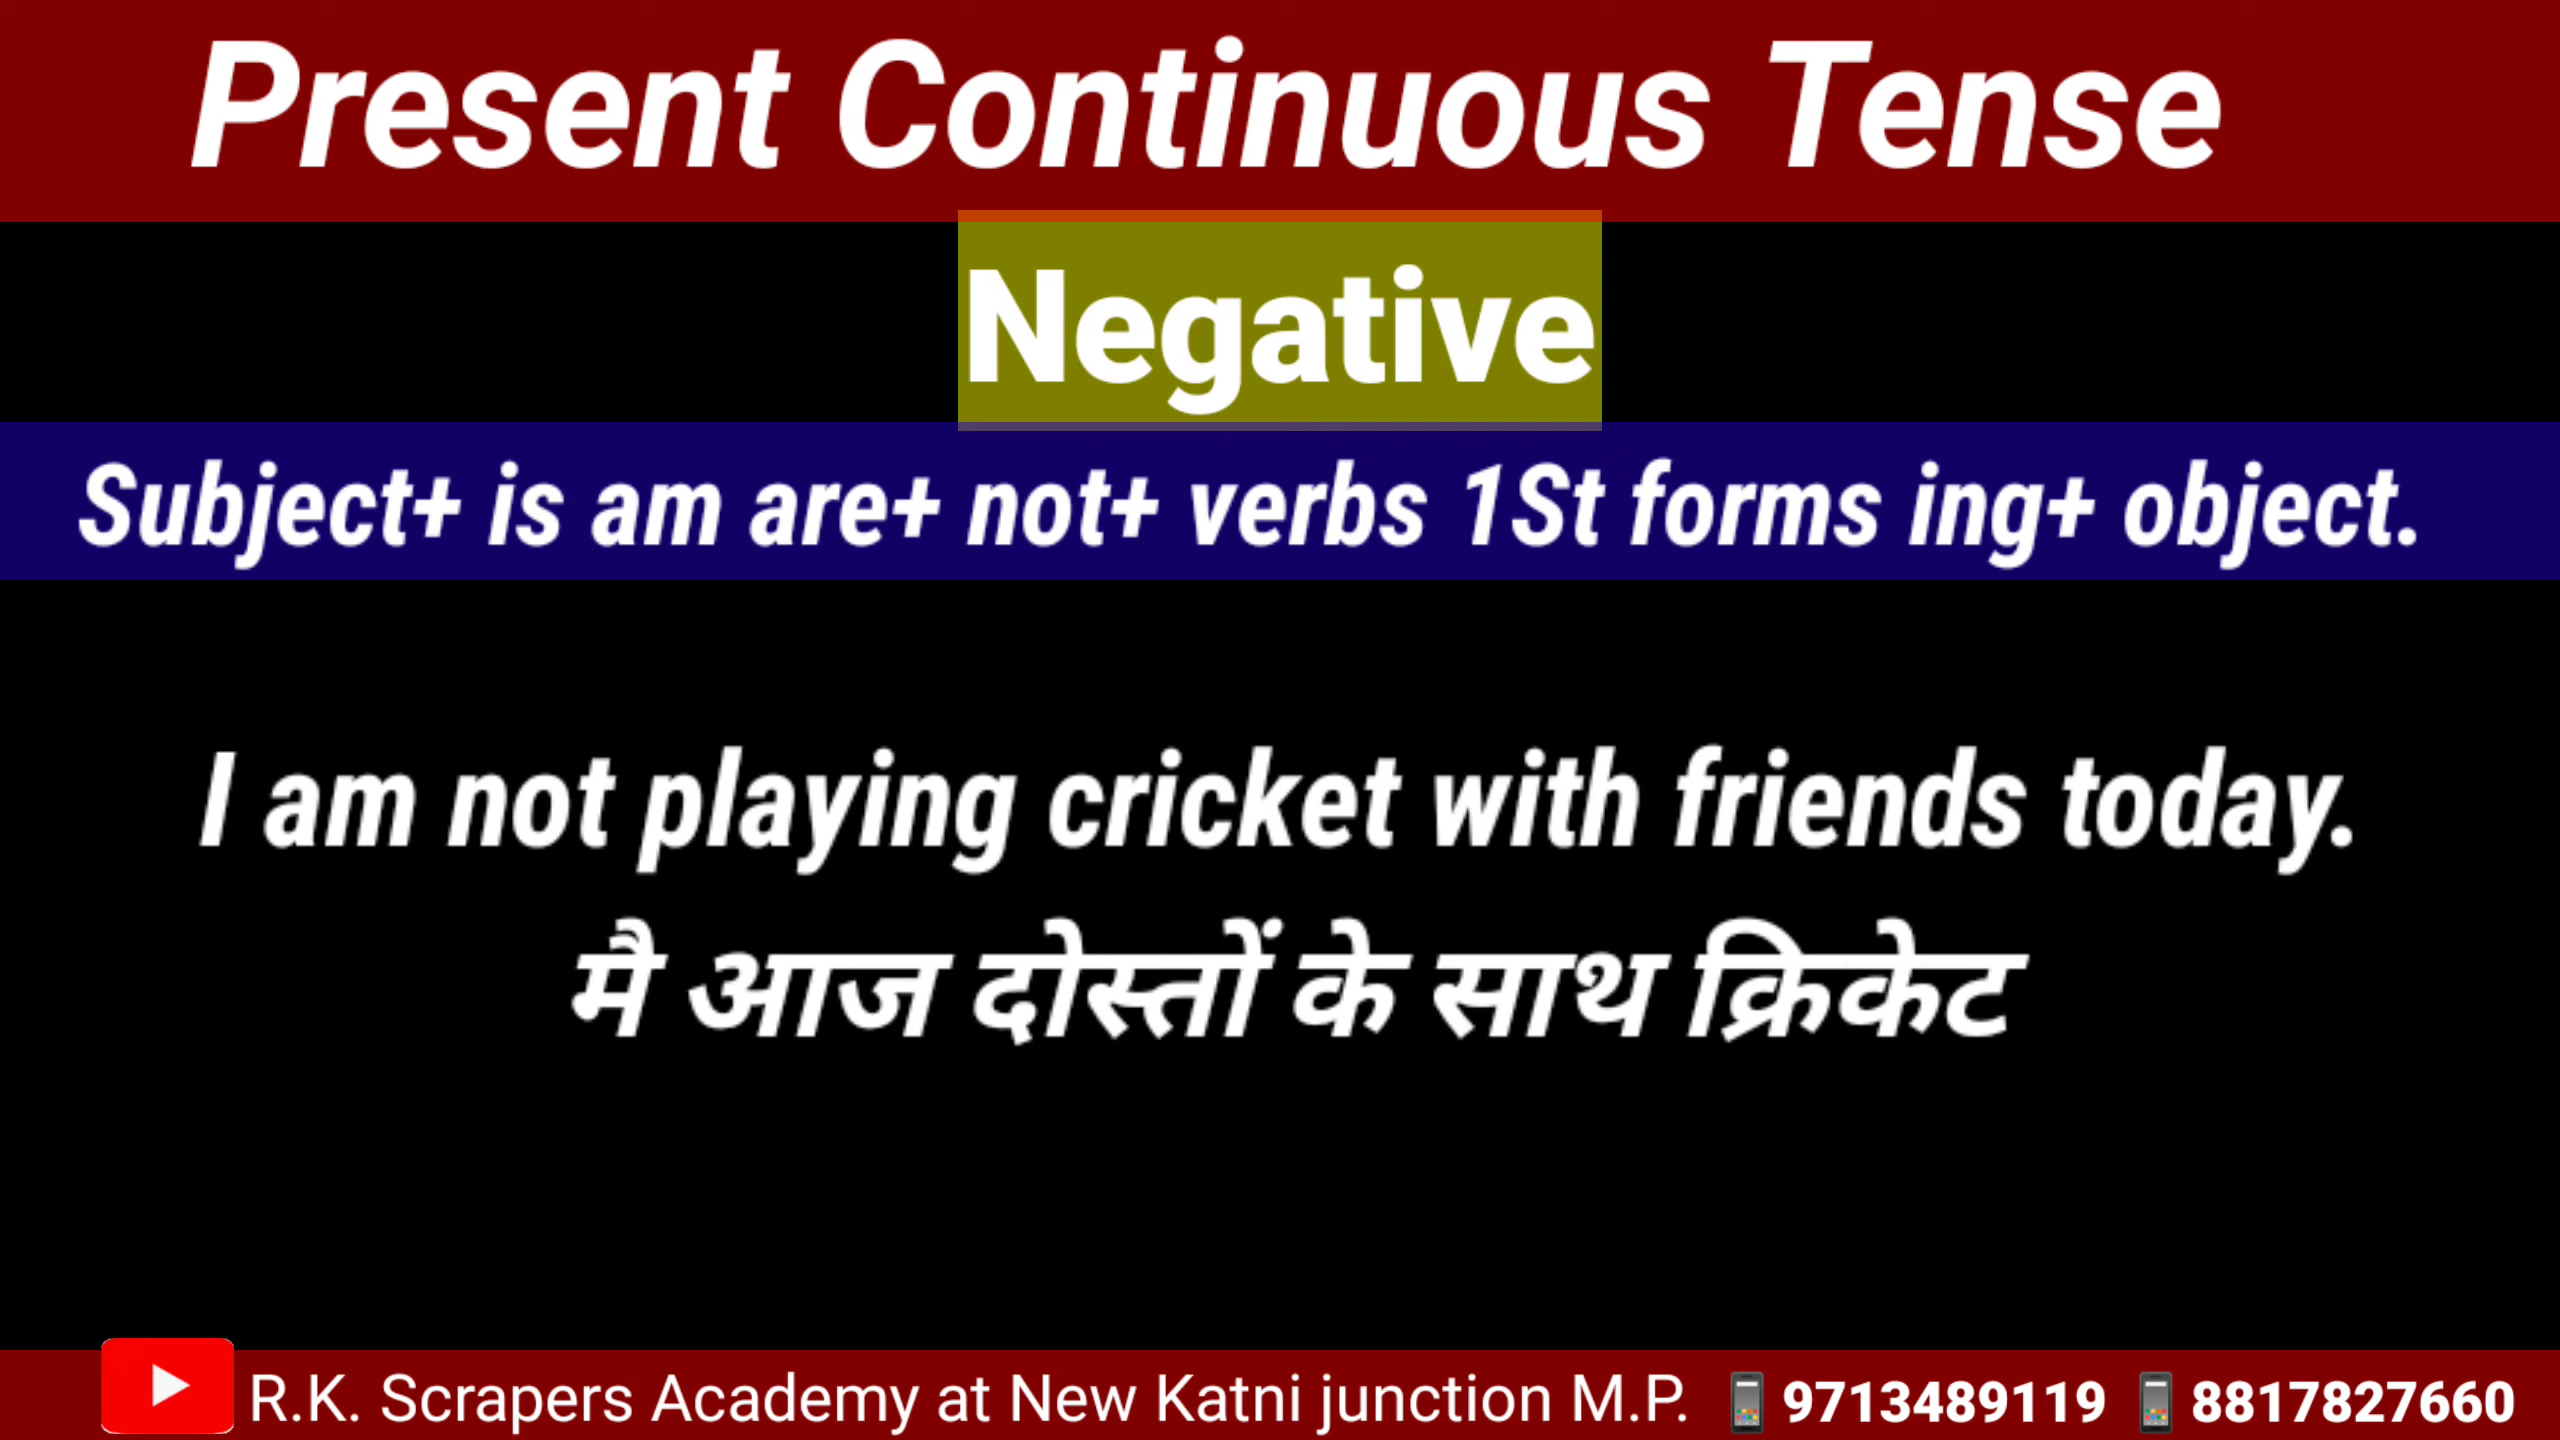 Present Continuous Tense
Negative
Subject+ is am are+ not+ verbs 1St forms ing+ object.
I am not playing cricket with friends today.
मै आज दोस्तों के साथ क्रिकेट
R.K. Scrapers Academy at New Katni junction M.P. 📱9713489119 📱8817827660